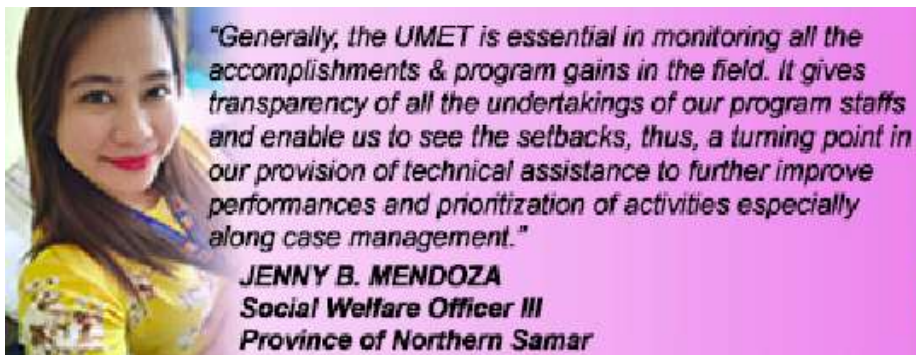 "Generally, the UMET is essential in monitoring all the
accomplishments & program gains in the field. It gives
transparency of all the undertakings of our program staffs
and enable us to see the setbacks, thus, a turning point in
our provision of technical assistance to further improve
performances and prioritization of activities especially
along case management."
JENNY B. MENDOZA
Social Welfare Officer III
Province of Northern Samar